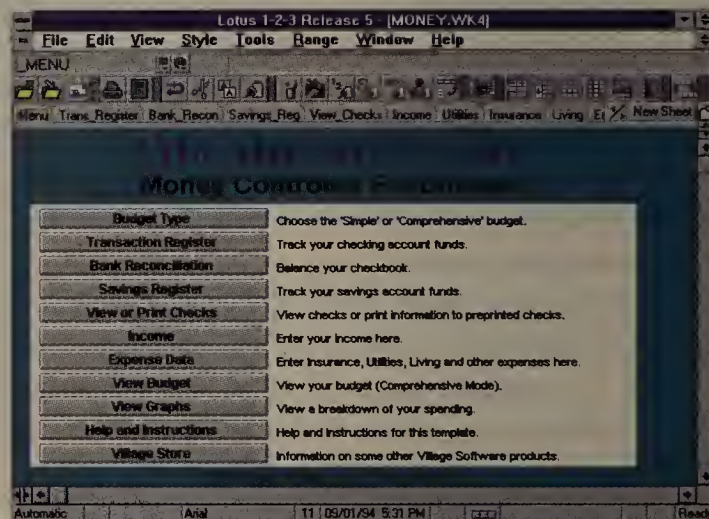 Lotus 1-2-3 Release 5 - [MONEY.WK4]
File Edit View Style Tools Range Window Help
_MENU
Menu Trans_Register Bank_Recon Savings_Reg View_Checks Income Utilities Insurance Living New Sheet
Money
Budget Type Choose the 'Simple' or 'Comprehensive' budget.
Transaction Register Track your checking account funds.
Bank Reconciliation Balance your checkbook.
Savings Register Track your savings account funds.
View or Print Checks View checks or print information to preprinted checks.
Income Enter your income here.
Expense Data Enter Insurance, Utilities, Living and other expenses here.
View Budget View your budget (Comprehensive Mode).
View Graphs View a breakdown of your spending.
Help and Instructions Help and Instructions for this template.
Village Store Information on some other Village Software products.
Automatic Arial 11 09/01/94 5:31 PM Read